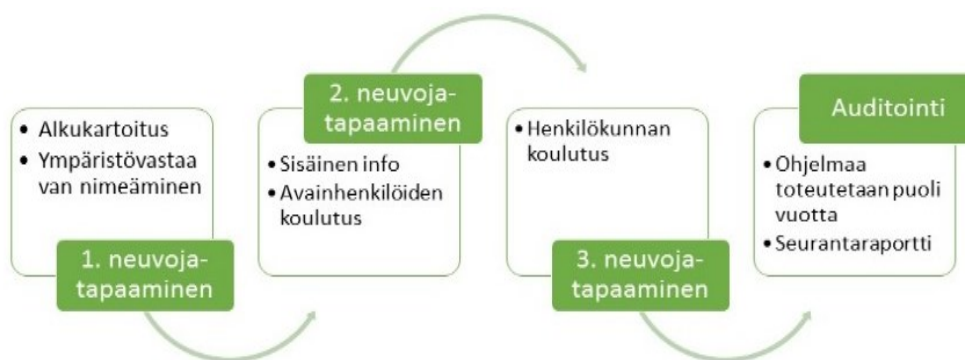 • Alkukartoitus
• Ympäristövastaa
van nimeäminen
1. neuvoja-
tapaaminen
2. neuvoja-
tapaaminen
• Sisäinen info
• Avainhenkilöiden
koulutus
• Henkilökunnan
koulutus
3. neuvoja-
tapaaminen
Auditointi
• Ohjelmaa
toteutetaan puoli
vuotta
• Seurantaraportti